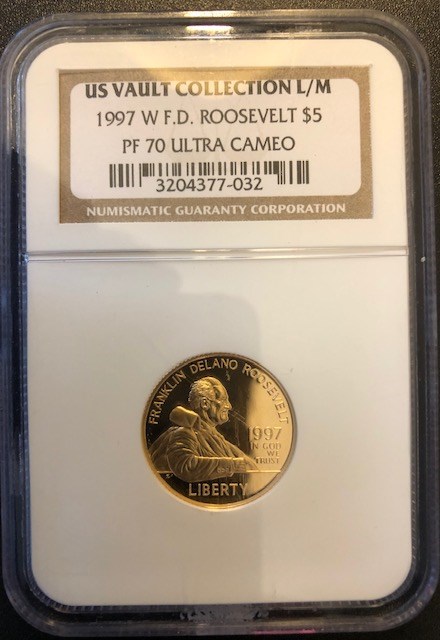 US VAULT COLLECTION L/M
1997 W F.D. ROOSEVELT $5
PF 70 ULTRA CAMEO
3204377-032
NUMISMATIC GUARANTY CORPORATION
FRANKLIN DELANO ROOSEVELT
1997
IN GOD
WE
TRUST
LIBERTY